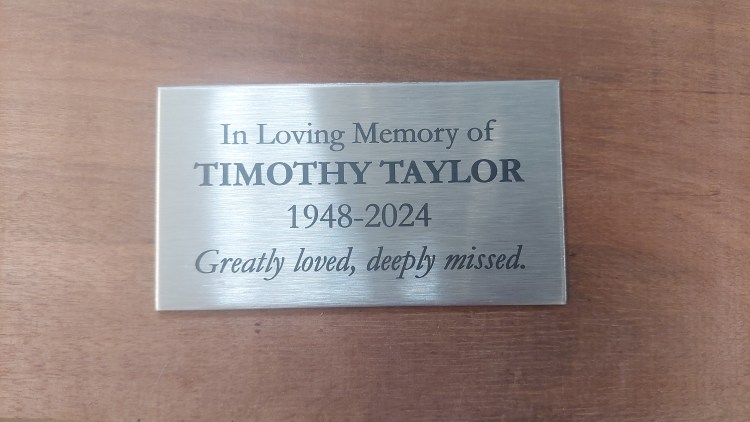 In Loving Memory of
TIMOTHY TAYLOR
1948-2024
Greatly loved, deeply missed.